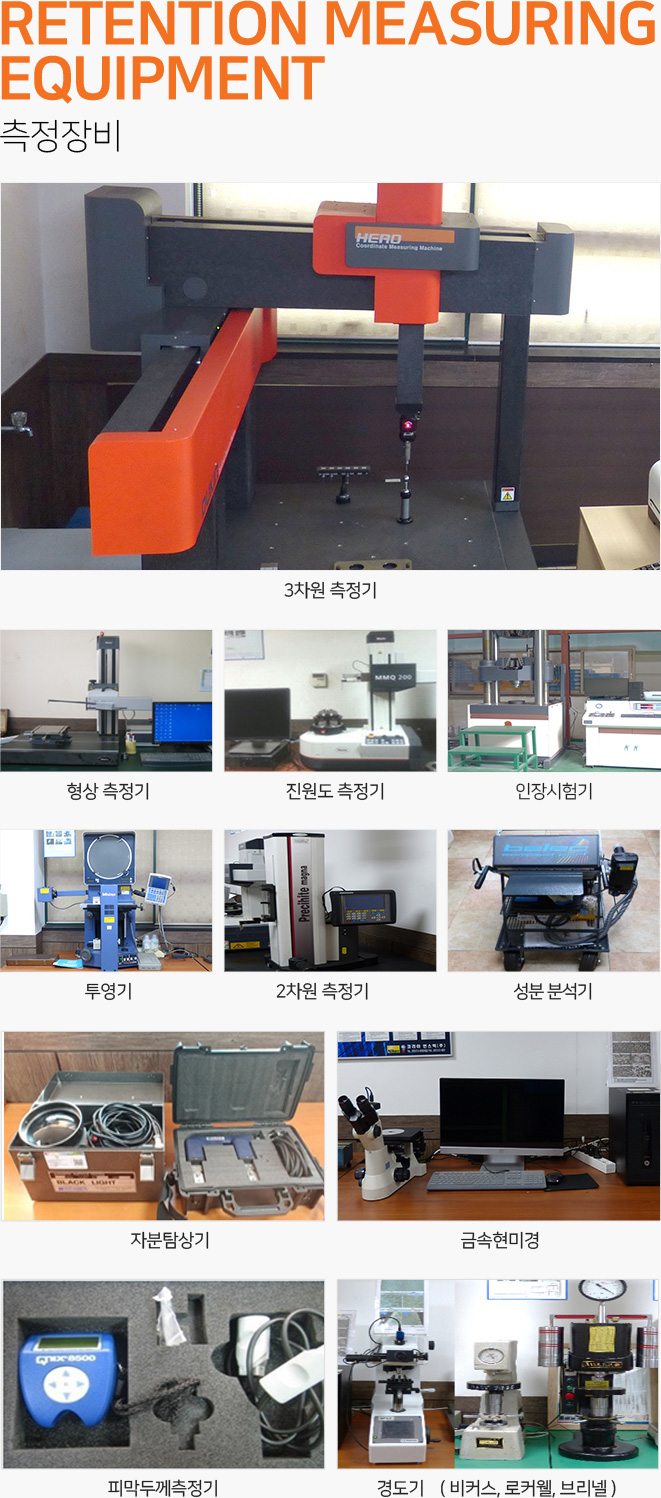 RETENTION MEASURING
EQUIPMENT
측정장비
HERO
Coordinate Measuring Machine
3차원 측정기
MMQ 200
형상 측정기
진원도 측정기
인장시험기
belec
Precihite magna
투영기
2차원 측정기
성분 분석기
BLACK LIGHT
자분탐상기
금속현미경
QNIX 8500
피막두께측정기
경도기 ( 비커스, 로커웰, 브리넬 )